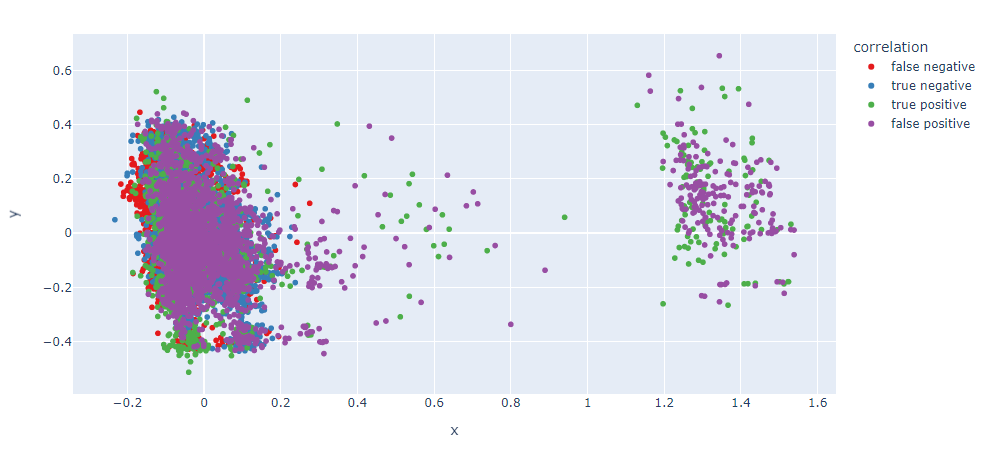 correlation
false negative
true negative
true positive
false positive
0.6
0.4
0.2
0
−0.2
−0.4
y
−0.2 0 0.2 0.4 0.6 0.8 1 1.2 1.4 1.6
x